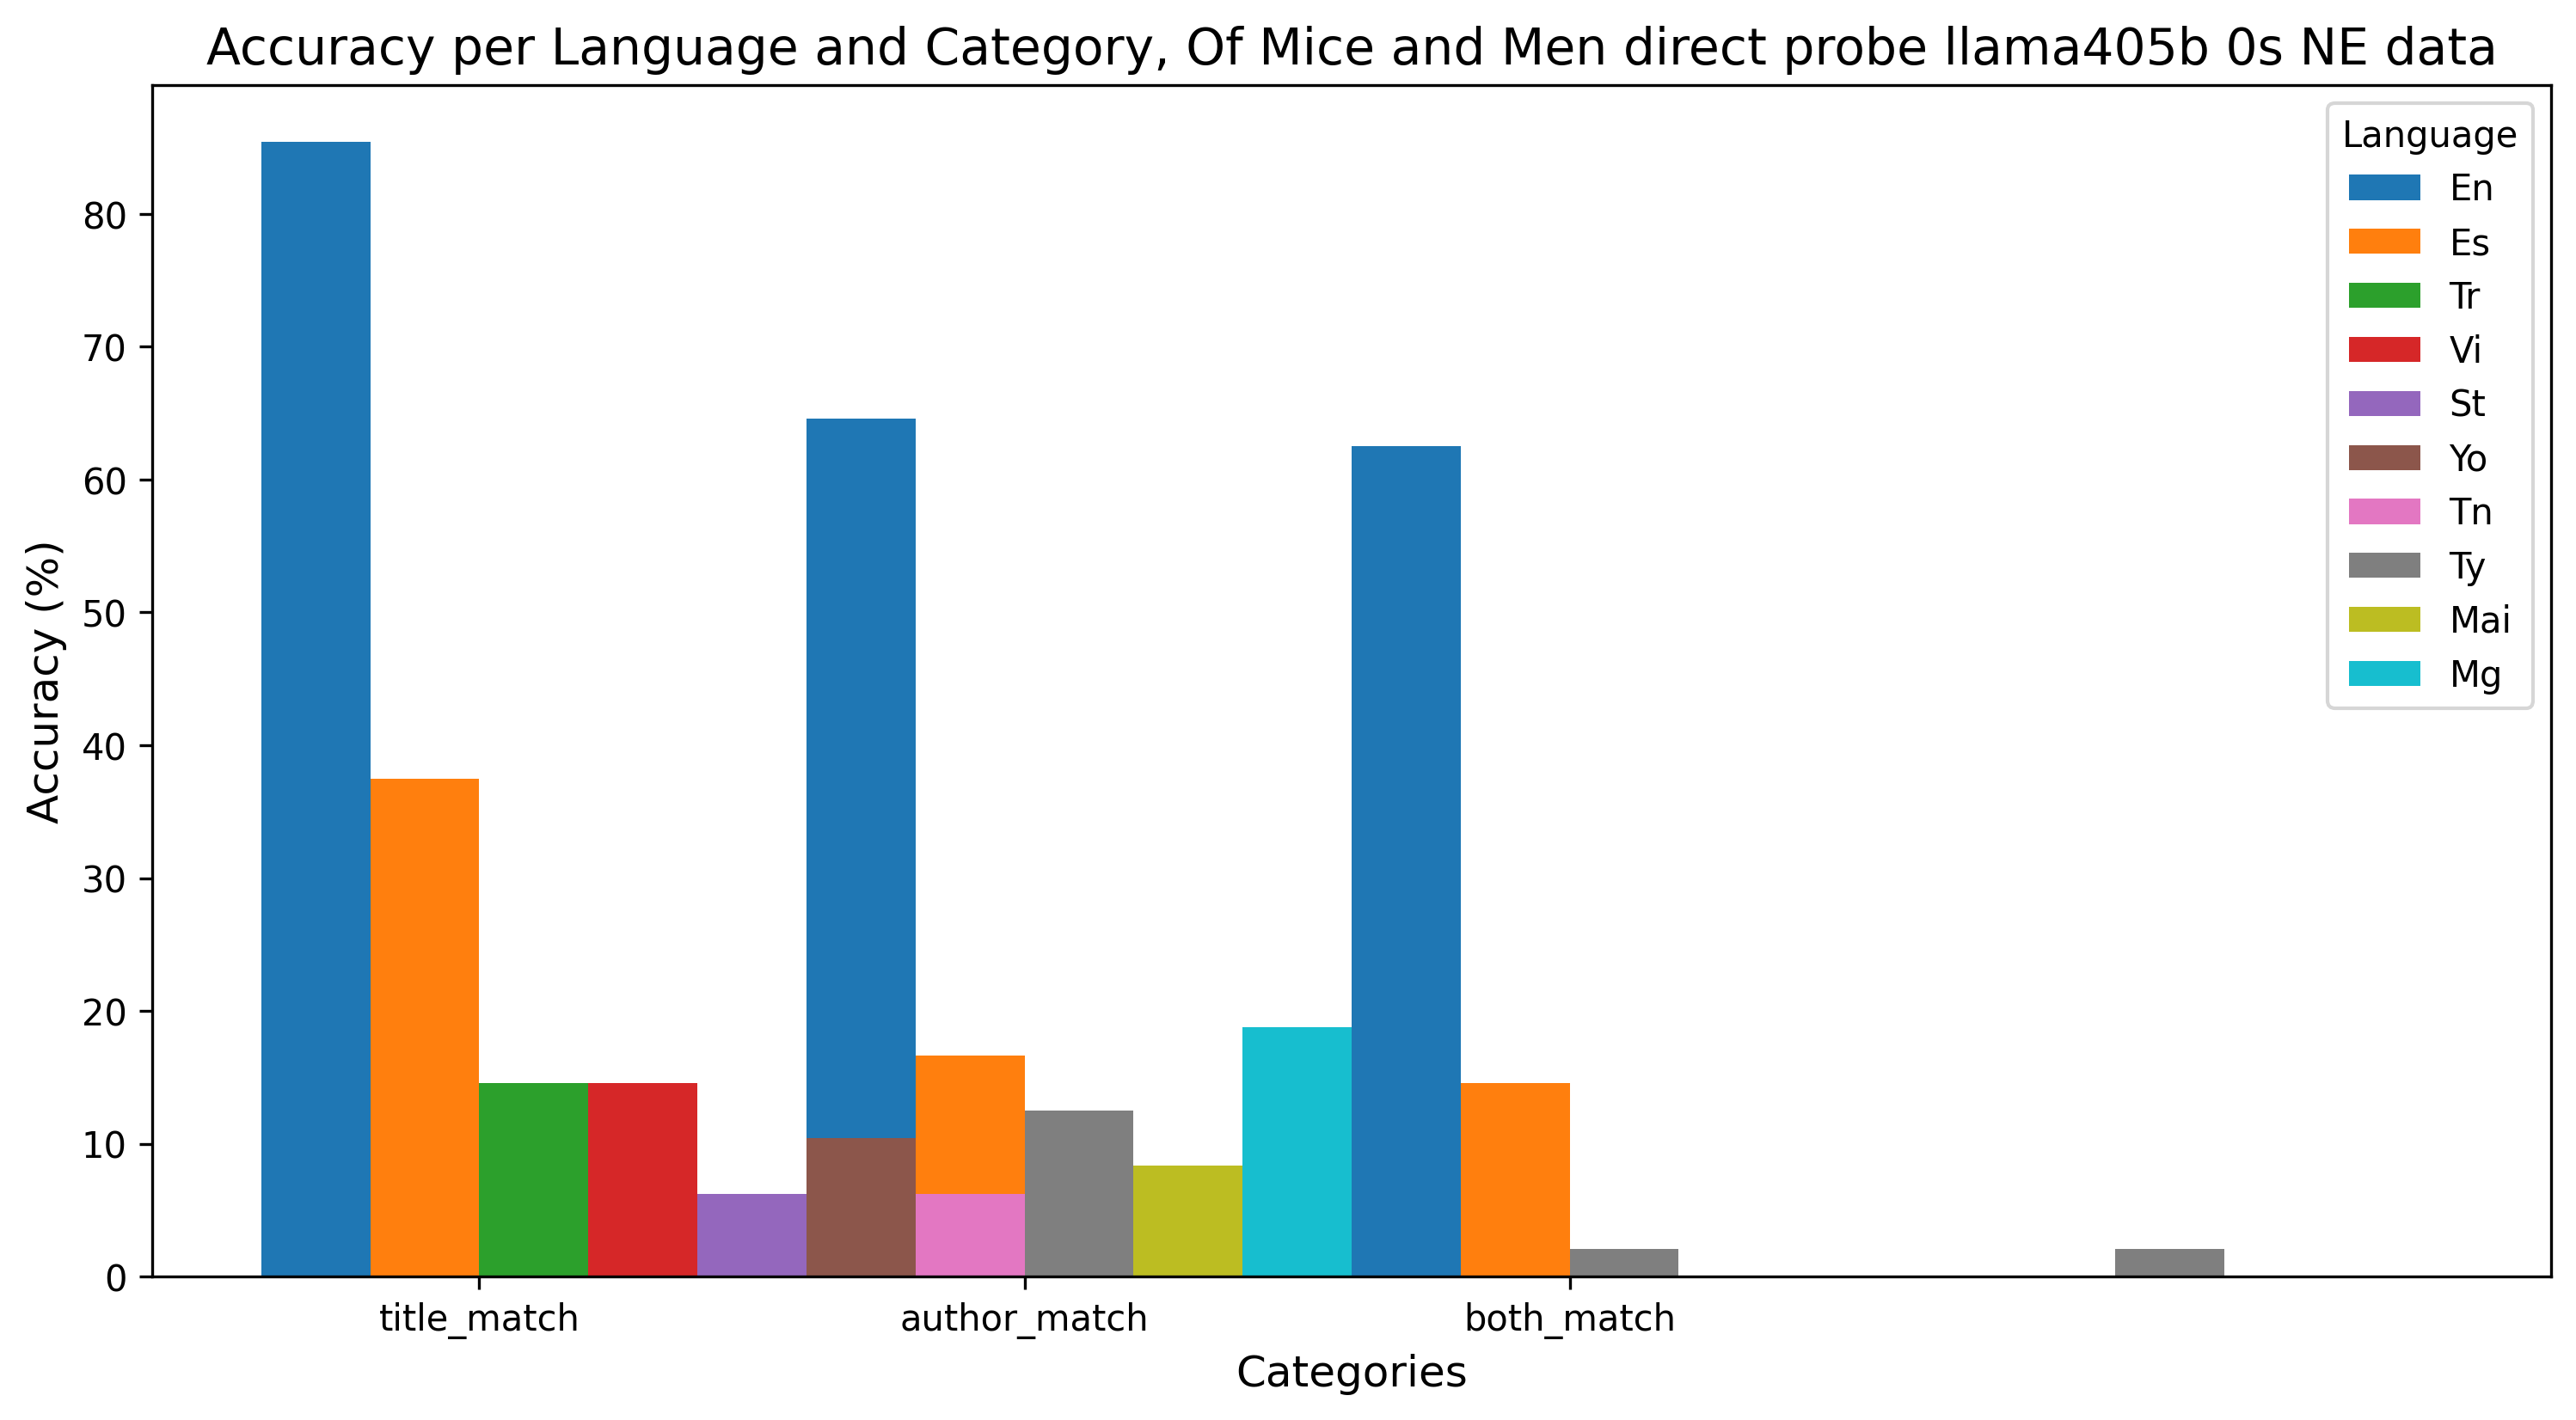 Accuracy per Language and Category, Of Mice and Men direct probe llama405b 0s NE data
Accuracy (%)
80
70
60
50
40
30
20
10
0
Language
En
Es
Tr
Vi
St
Yo
Tn
Ty
Mai
Mg
title_match
author_match
both_match
Categories